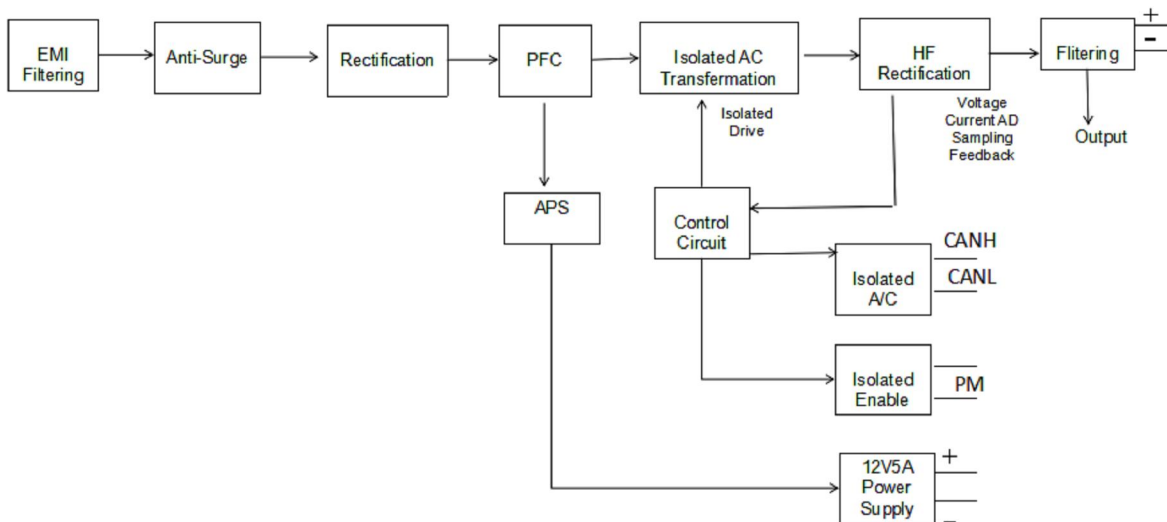 EMI
Filtering
Anti-Surge
Rectification
PFC
Isolated AC
Transfermation
HF
Rectification
Flitering
+
-
Isolated
Drive
Voltage
Current AD
Sampling
Feedback
Output
APS
Control
Circuit
CANH
Isolated
A/C
CANL
Isolated
Enable
PM
12V5A
Power
Supply
+
-